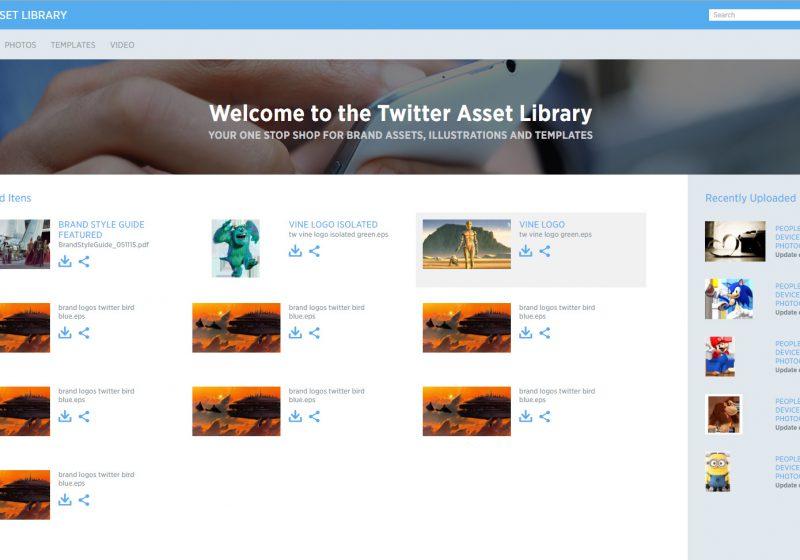 SET LIBRARY
Search
PHOTOS TEMPLATES VIDEO
Welcome to the Twitter Asset Library
YOUR ONE STOP SHOP FOR BRAND ASSETS, ILLUSTRATIONS AND TEMPLATES
d Itens
BRAND STYLE GUIDE
FEATURED
BrandStyleGuide_051115.pdf
VINE LOGO ISOLATED
tw vine logo isolated green.eps
VINE LOGO
tw vine logo green.eps
brand logos twitter bird
blue.eps
brand logos twitter bird
blue.eps
brand logos twitter bird
blue.eps
brand logos twitter bird
blue.eps
brand logos twitter bird
blue.eps
brand logos twitter bird
blue.eps
brand logos twitter bird
blue.eps
Recently Uploaded
PEOPLE
DEVICE
PHOTO
Update
PEOPLE
DEVICE
PHOTO
Update
PEOPLE
DEVICE
PHOTO
Update
PEOPLE
DEVICE
PHOTO
Update
PEOPLE
DEVICE
PHOTO
Update